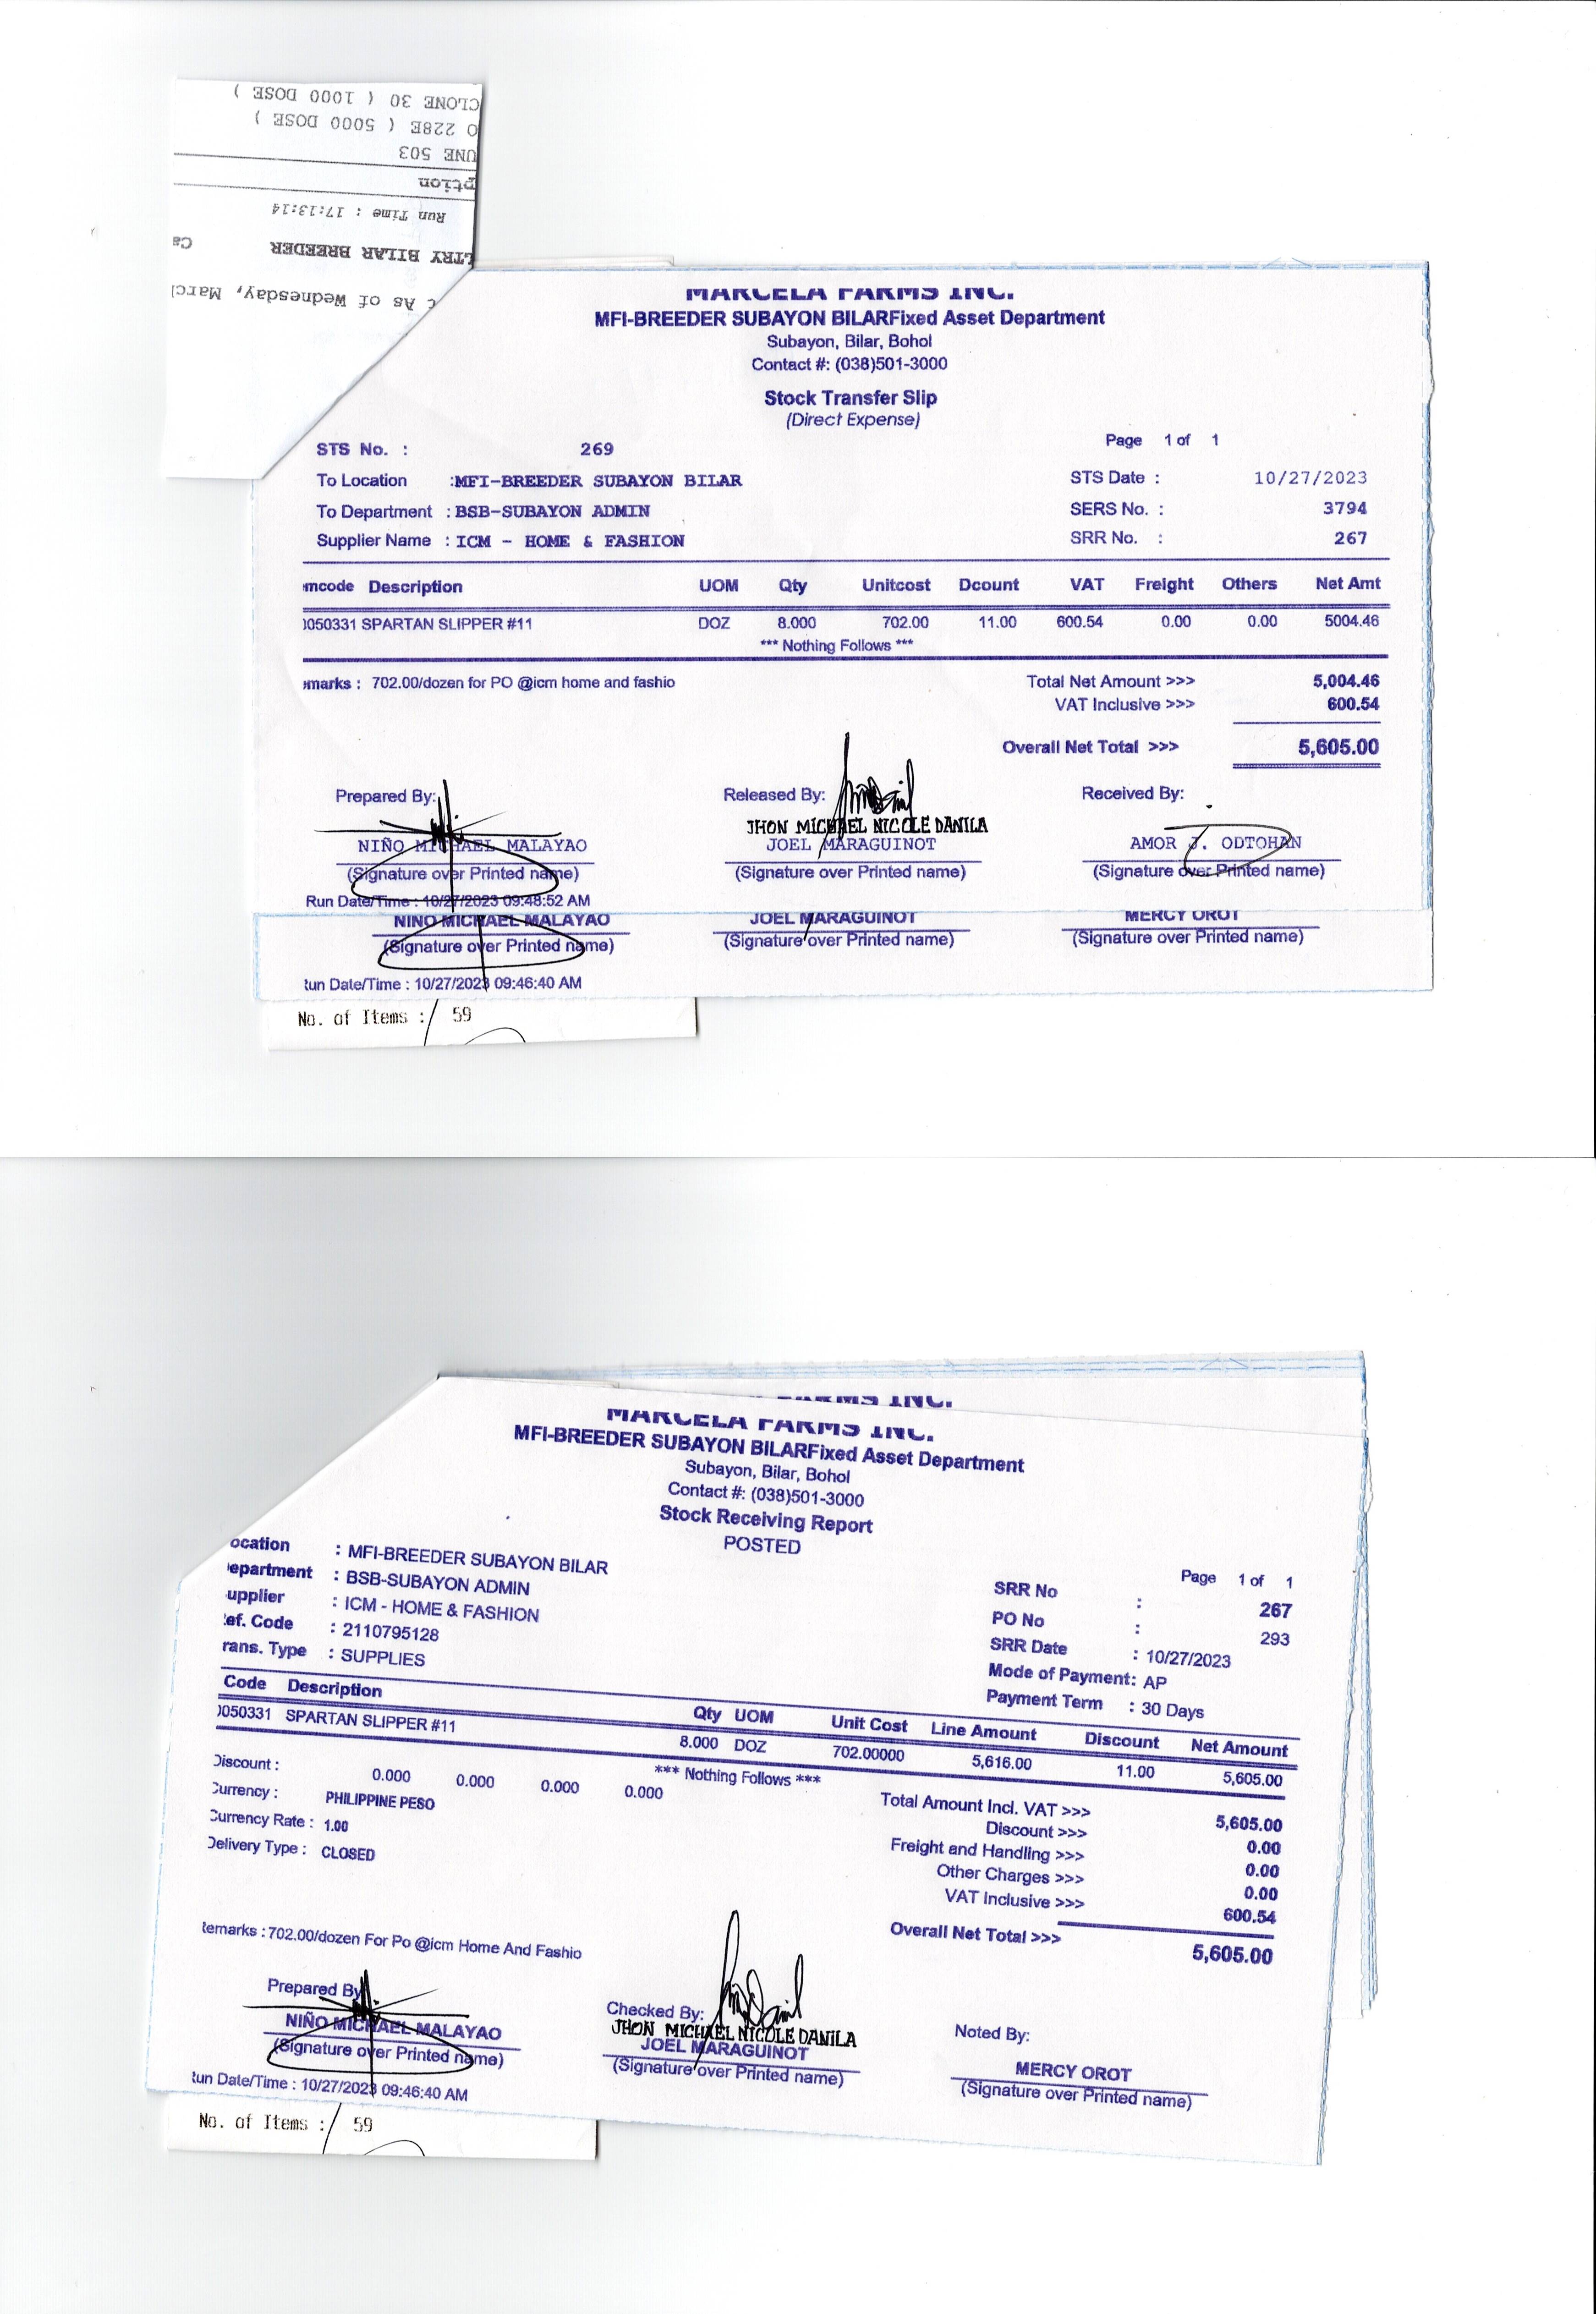 CLONE 30 ( 1000 DOSE )
O 228E ( 5000 DOSE )
UNE 503
ption
Run Time : 17:13:14
LTRY BILAR BREEDER
As of Wednesday, Marc
MARCELA FARMS INC.
MFI-BREEDER SUBAYON BILARFixed Asset Department
Subayon, Bilar, Bohol
Contact #: (038)501-3000
Stock Transfer Slip
(Direct Expense)
Page 1 of 1
STS No. : 269
To Location :MFI-BREEDER SUBAYON BILAR STS Date : 10/27/2023
To Department : BSB-SUBAYON ADMIN SERS No. : 3794
Supplier Name : ICM - HOME & FASHION SRR No. : 267
mcode Description UOM Qty Unitcost Dcount VAT Freight Others Net Amt
050331 SPARTAN SLIPPER #11 DOZ 8.000 702.00 11.00 600.54 0.00 0.00 5004.46
*** Nothing Follows ***
marks : 702.00/dozen for PO @icm home and fashio Total Net Amount >>> 5,004.46
VAT Inclusive >>> 600.54
Overall Net Total >>> 5,605.00
Prepared By: Released By: Received By:
JHON MICHAEL NICOLE DANILA
NIÑO MICHAEL MALAYAO JOEL MARAGUINOT AMOR J. ODTOHAN
(Signature over Printed name) (Signature over Printed name) (Signature over Printed name)
Run Date/Time : 10/27/2023 09:48:52 AM
NIÑO MICHAEL MALAYAO JOEL MARAGUINOT MERCY OROT
(Signature over Printed name) (Signature over Printed name) (Signature over Printed name)
Run Date/Time : 10/27/2023 09:46:40 AM
No. of Items : 59
ARMS INC.
MARCELA FARMS INC.
MFI-BREEDER SUBAYON BILARFixed Asset Department
Subayon, Bilar, Bohol
Contact #: (038)501-3000
Stock Receiving Report
POSTED
Page 1 of 1
ocation : MFI-BREEDER SUBAYON BILAR SRR No : 267
epartment : BSB-SUBAYON ADMIN PO No : 293
upplier : ICM - HOME & FASHION SRR Date : 10/27/2023
ef. Code : 2110795128 Mode of Payment: AP
rans. Type : SUPPLIES Payment Term : 30 Days
Code Description Qty UOM Unit Cost Line Amount Discount Net Amount
050331 SPARTAN SLIPPER #11 8.000 DOZ 702.00000 5,616.00 11.00 5,605.00
*** Nothing Follows ***
Discount : 0.000 0.000 0.000 0.000 Total Amount Incl. VAT >>> 5,605.00
Currency : PHILIPPINE PESO Discount >>> 0.00
Currency Rate : 1.00 Freight and Handling >>> 0.00
Delivery Type : CLOSED Other Charges >>> 0.00
VAT Inclusive >>> 600.54
Overall Net Total >>> 5,605.00
Remarks :702.00/dozen For Po @icm Home And Fashio
Prepared By Checked By: Noted By:
JHON MICHAEL NICOLE DANILA
NIÑO MICHAEL MALAYAO JOEL MARAGUINOT MERCY OROT
(Signature over Printed name) (Signature over Printed name) (Signature over Printed name)
Run Date/Time : 10/27/2023 09:46:40 AM
No. of Items : 59